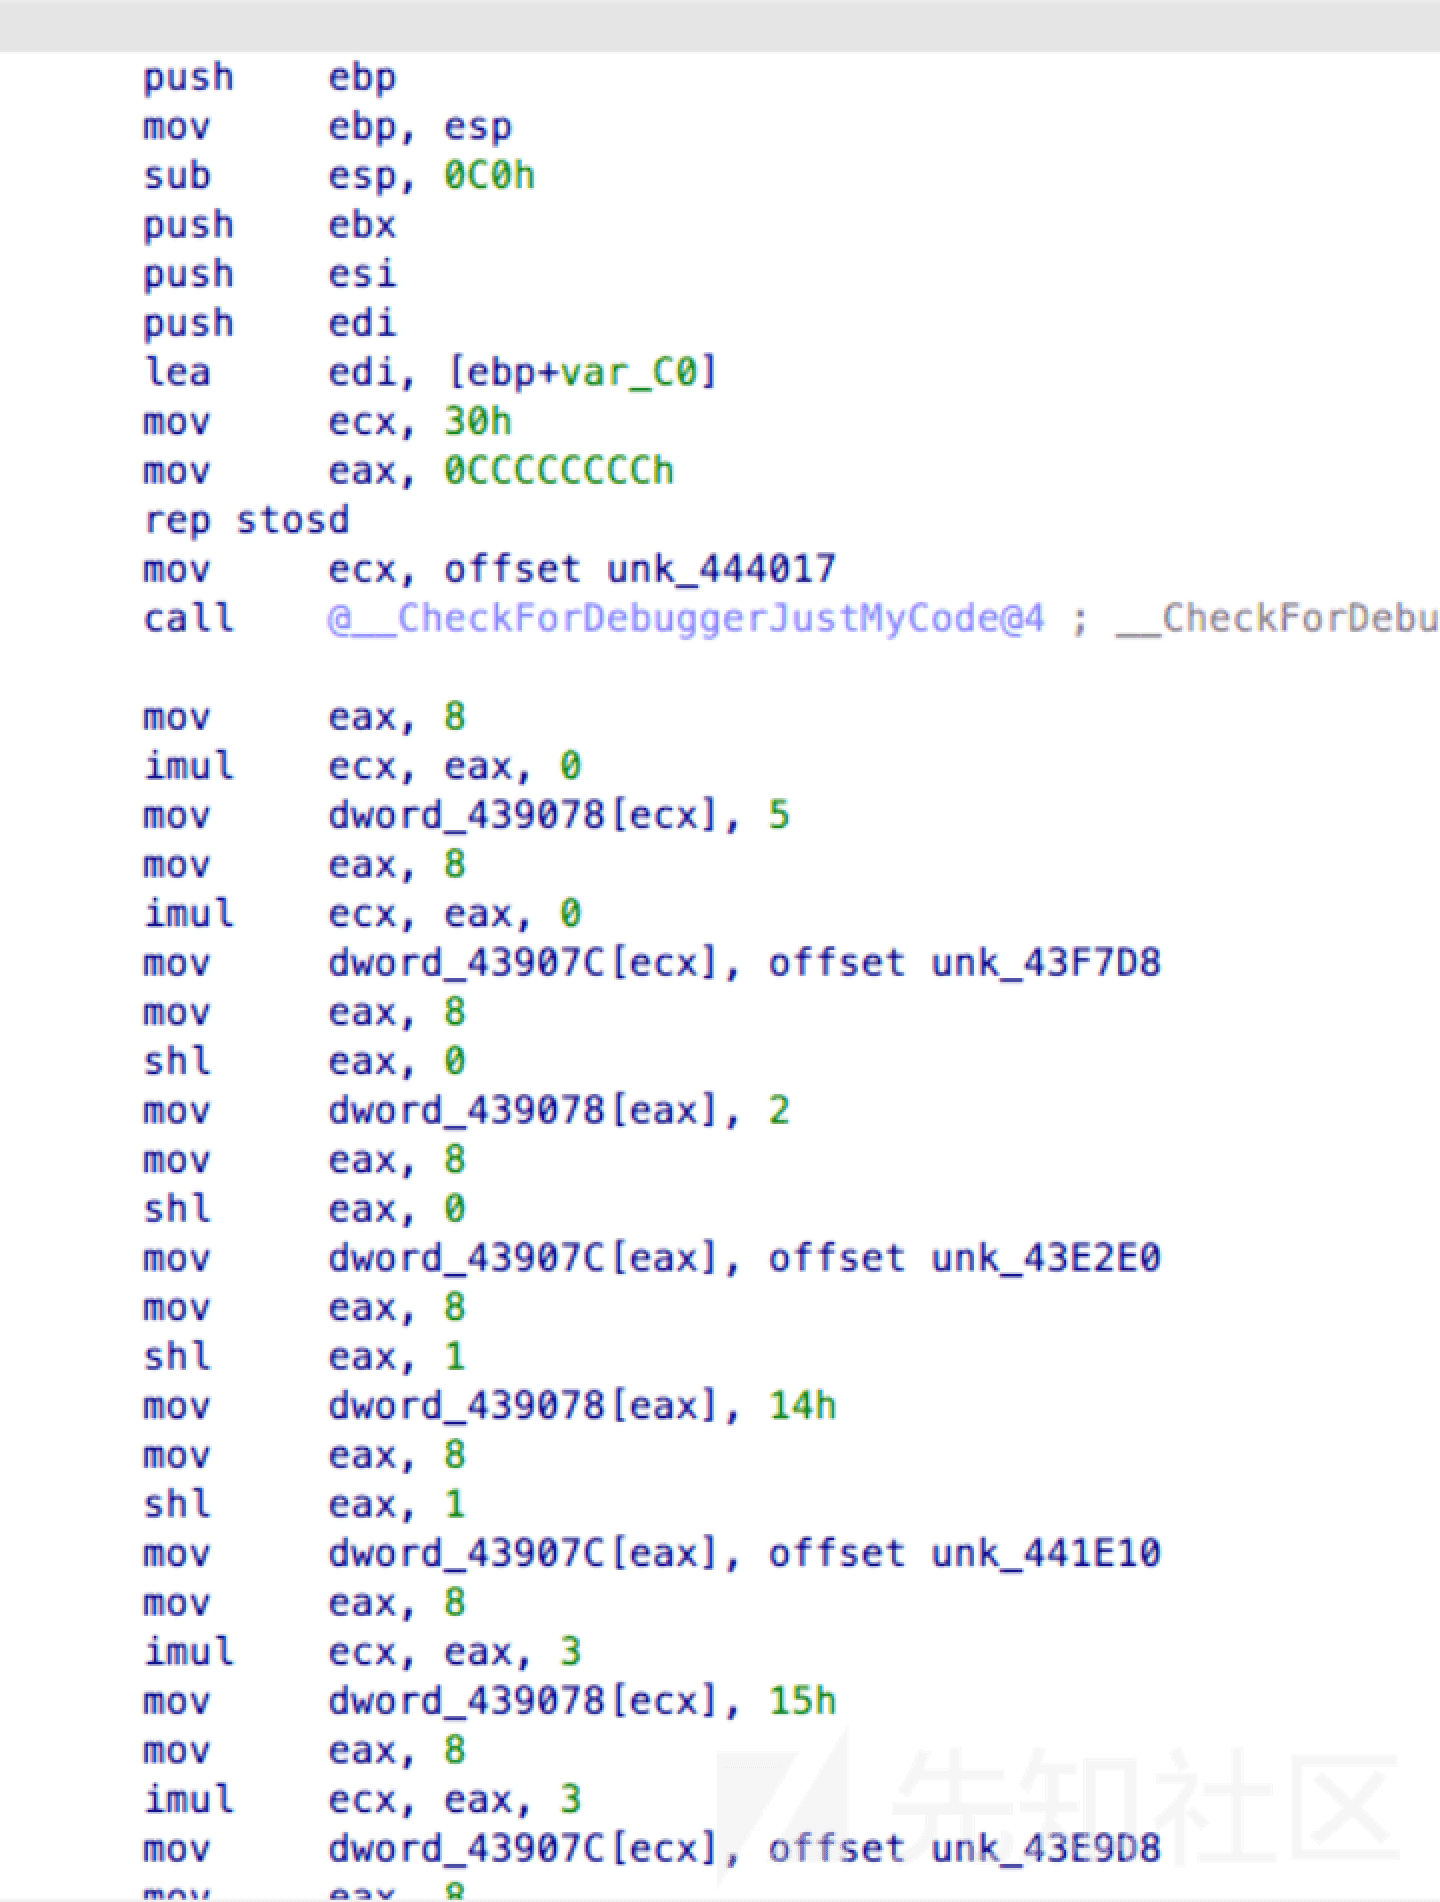 push ebp
mov ebp, esp
sub esp, 0C0h
push ebx
push esi
push edi
lea edi, [ebp+var_C0]
mov ecx, 30h
mov eax, 0CCCCCCCCh
rep stosd
mov ecx, offset unk_444017
call @__CheckForDebuggerJustMyCode@4 ; __CheckForDebu
mov eax, 8
imul ecx, eax, 0
mov dword_439078[ecx], 5
mov eax, 8
imul ecx, eax, 0
mov dword_43907C[ecx], offset unk_43F7D8
mov eax, 8
shl eax, 0
mov dword_439078[eax], 2
mov eax, 8
shl eax, 0
mov dword_43907C[eax], offset unk_43E2E0
mov eax, 8
shl eax, 1
mov dword_439078[eax], 14h
mov eax, 8
shl eax, 1
mov dword_43907C[eax], offset unk_441E10
mov eax, 8
imul ecx, eax, 3
mov dword_439078[ecx], 15h
mov eax, 8
imul ecx, eax, 3
mov dword_43907C[ecx], offset unk_43E9D8
mov eax, 8
先知社区